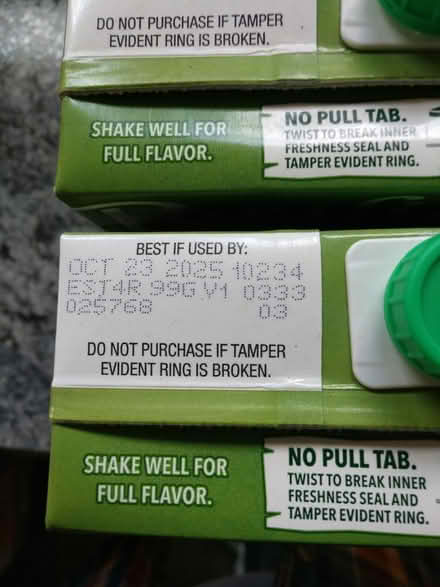 DO NOT PURCHASE IF TAMPER
EVIDENT RING IS BROKEN.
SHAKE WELL FOR
FULL FLAVOR.
NO PULL TAB.
TWIST TO BREAK INNER
FRESHNESS SEAL AND
TAMPER EVIDENT RING.
BEST IF USED BY:
OCT 23 2025 10234
ESJ4R 99G V1 0333
025768 03
DO NOT PURCHASE IF TAMPER
EVIDENT RING IS BROKEN.
SHAKE WELL FOR
FULL FLAVOR.
NO PULL TAB.
TWIST TO BREAK INNER
FRESHNESS SEAL AND
TAMPER EVIDENT RING.